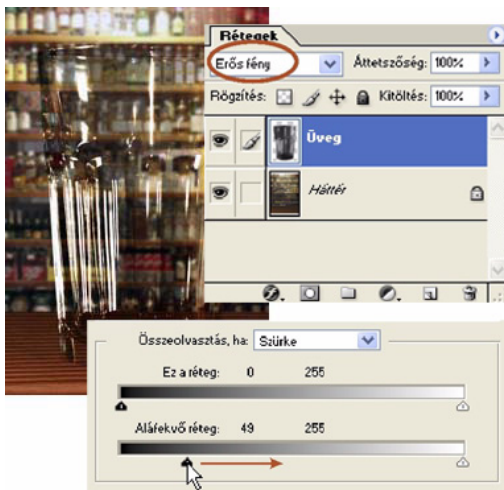 Rétegek
Erős fény Áttetszőség: 100%
Rögzítés: Kitöltés: 100%
Üveg
Háttér
Összeolvasztás, ha: Szürke
Ez a réteg: 0 255
Aláfekvő réteg: 49 255